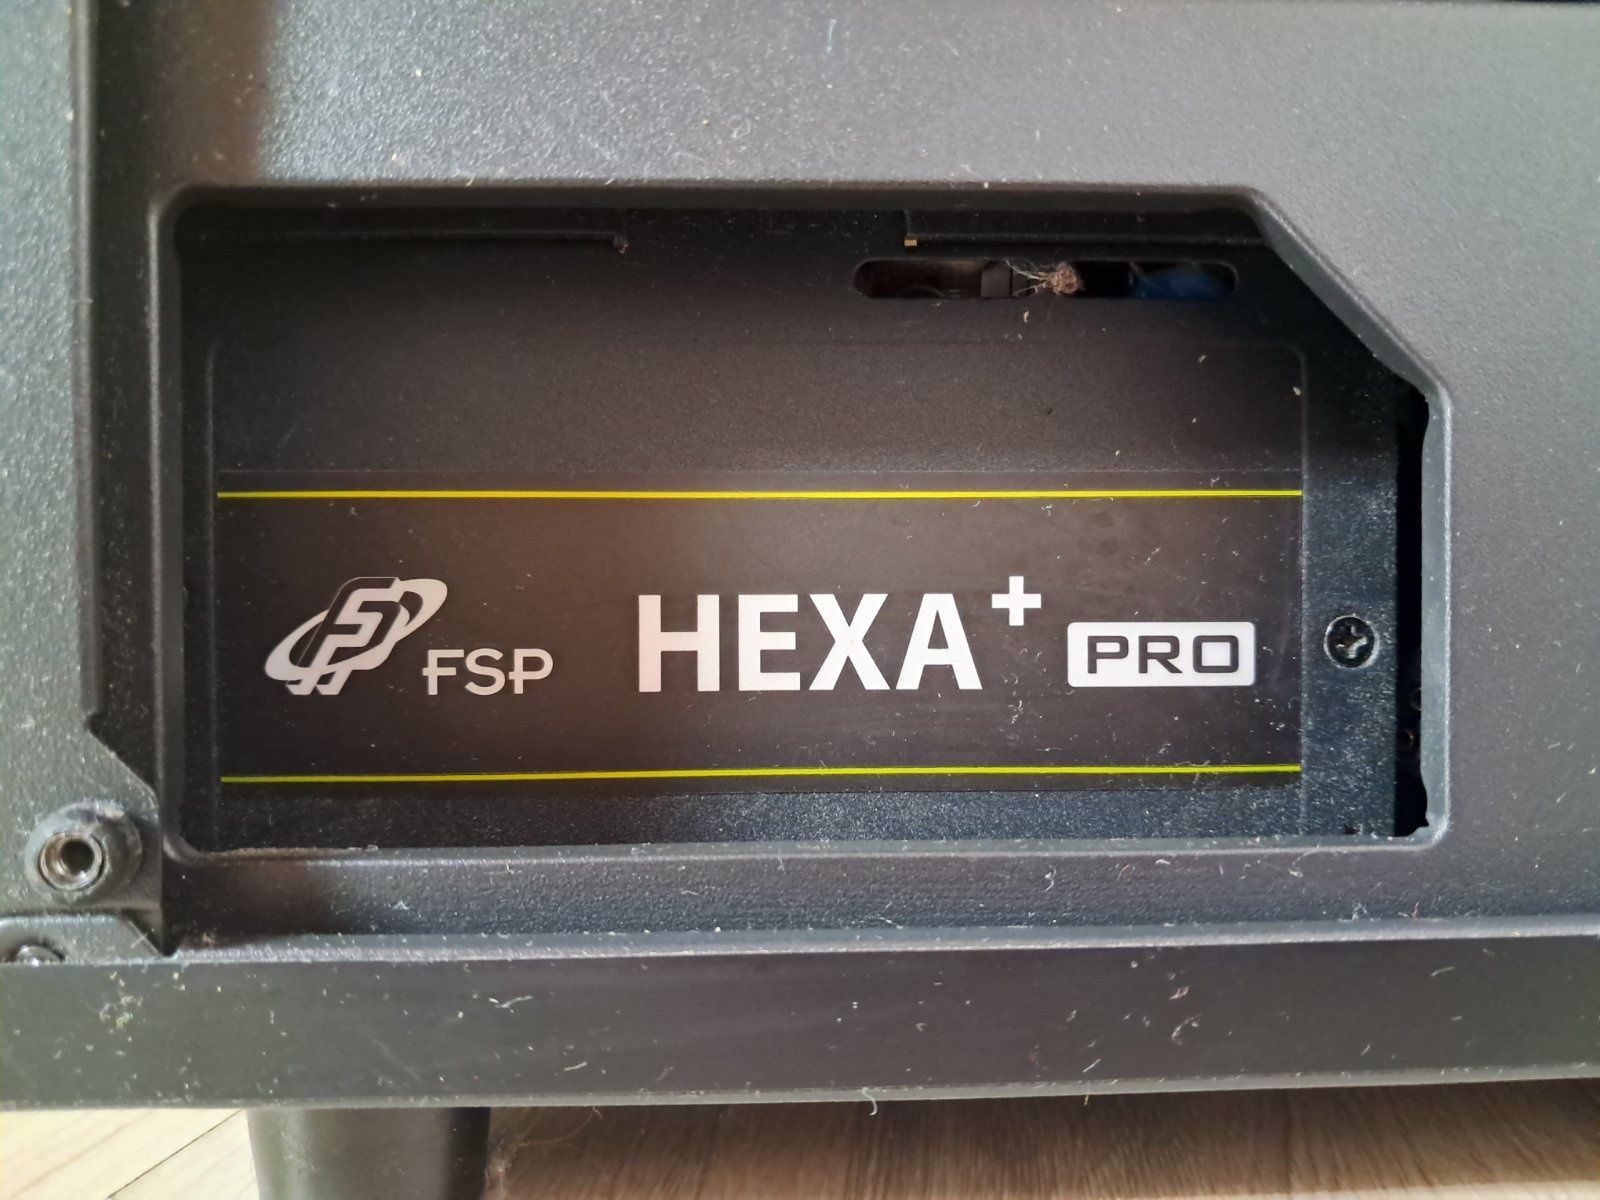 FSP HEXA+ PRO